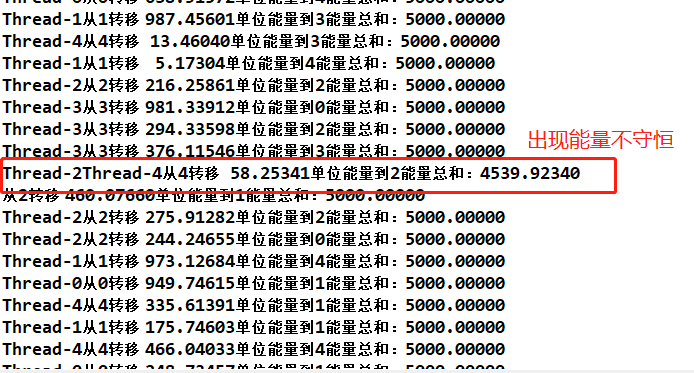 Thread-1从1转移 987.45601单位能量到3能量总和：5000.00000
Thread-4从4转移 13.46040单位能量到3能量总和：5000.00000
Thread-1从1转移 5.17304单位能量到4能量总和：5000.00000
Thread-2从2转移 216.25861单位能量到2能量总和：5000.00000
Thread-3从3转移 981.33912单位能量到0能量总和：5000.00000
Thread-3从3转移 294.33598单位能量到2能量总和：5000.00000
Thread-3从3转移 376.11546单位能量到3能量总和：5000.00000
出现能量不守恒
Thread-2Thread-4从4转移 58.25341单位能量到2能量总和：4539.92340
从2转移 460.07660单位能量到1能量总和：5000.00000
Thread-2从2转移 275.91282单位能量到2能量总和：5000.00000
Thread-2从2转移 244.24655单位能量到0能量总和：5000.00000
Thread-1从1转移 973.12684单位能量到4能量总和：5000.00000
Thread-0从0转移 949.74615单位能量到1能量总和：5000.00000
Thread-4从4转移 335.61391单位能量到1能量总和：5000.00000
Thread-1从1转移 175.74603单位能量到1能量总和：5000.00000
Thread-4从4转移 466.04033单位能量到4能量总和：5000.00000